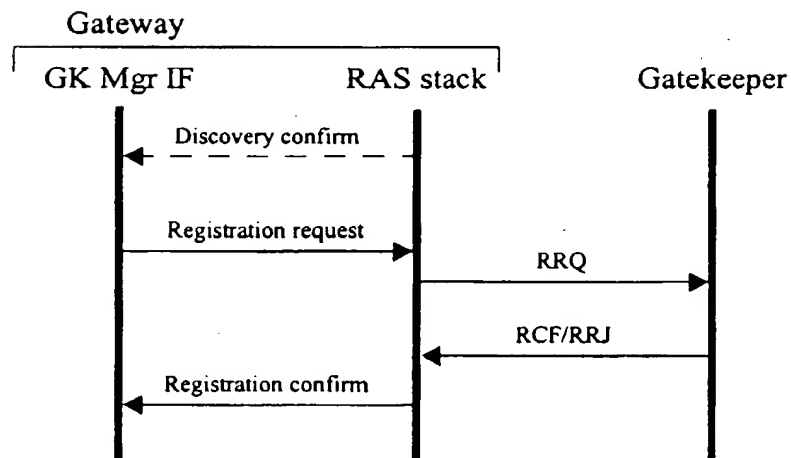 Gateway
GK Mgr IF
RAS stack
Gatekeeper
Discovery confirm
Registration request
RRQ
RCF/RRJ
Registration confirm